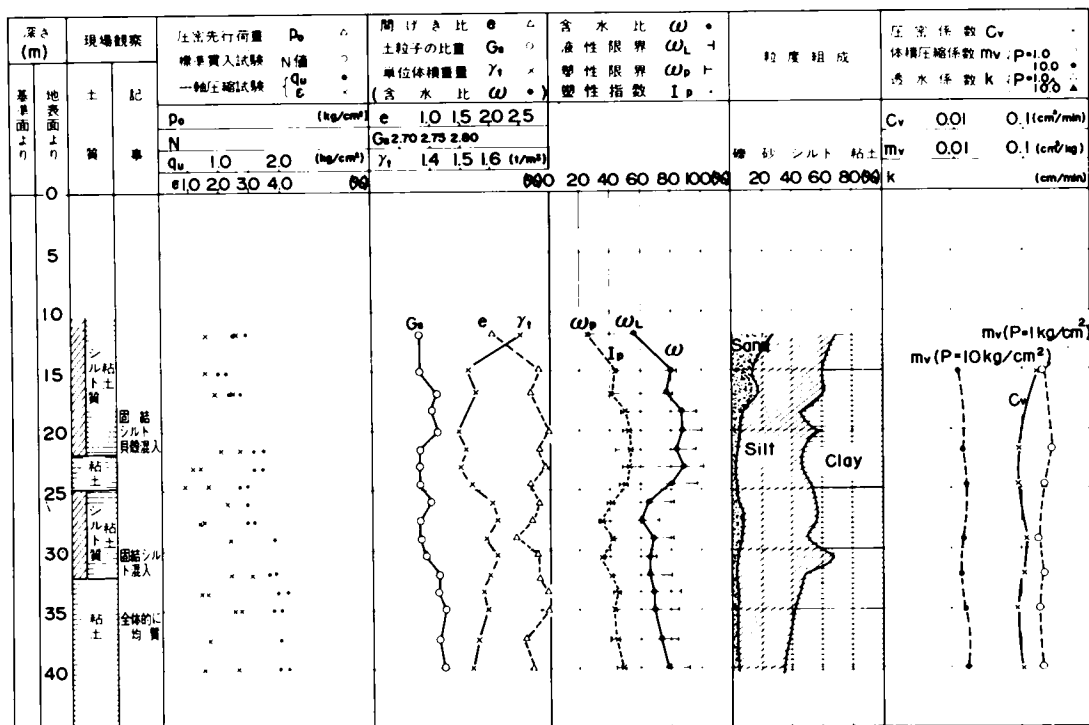 深さ
(m)
基準面より
地表面より
現場観察
土質
記事
圧密先行荷重 P₀ △
標準貫入試験 N値 ○
一軸圧縮試験 { qu •
ε ×
P₀ (kg/cm²)
N
qu 1.0 2.0 (kg/cm²)
e 1.0 2.0 3.0 4.0 (%)
間げき比 e △
土粒子の比重 Gs ○
単位体積重量 γt ×
(含水比 ω •)
e 1.0 1.5 2.0 2.5
Gs 2.70 2.75 2.80
γt 1.4 1.5 1.6 (t/m³)
含水比 ω •
液性限界 ωL ⊣
塑性限界 ωp ⊢
塑性指数 Ip ·
20 40 60 80 100 (%)
粒度組成
礫 砂 シルト 粘土
20 40 60 80 (%)
圧密係数 Cv ·
体積圧縮係数 mv ; P=1.0
10.0
透水係数 k ; P=1.0
10.0 ▲
Cv 0.01 0.1 (cm²/min)
mv 0.01 0.1 (cm²/kg)
k (cm/min)
0
5
10
15
20
25
30
35
40
シルト質粘土
粘土
シルト質粘土
粘土
固結シルト貝殻混入
固結シルト混入
全体的に均質
Gs
e
γt
ωp
ωL
Ip
ω
Sand
Silt
Clay
mv (P=1kg/cm²)
mv (P=10kg/cm²)
Cv